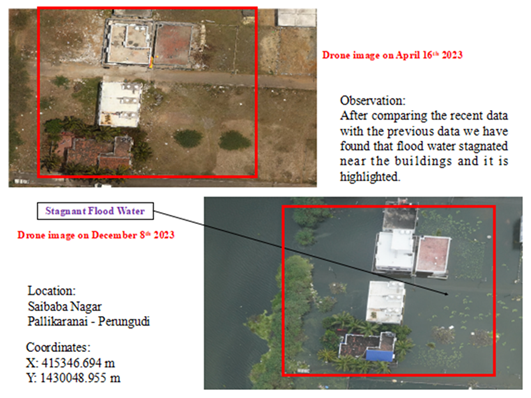 Drone image on April 16th 2023
Observation:
After comparing the recent data
with the previous data we have
found that flood water stagnated
near the buildings and it is
highlighted.
Stagnant Flood Water
Drone image on December 8th 2023
Location:
Saibaba Nagar
Pallikaranai - Perungudi
Coordinates:
X: 415346.694 m
Y: 1430048.955 m